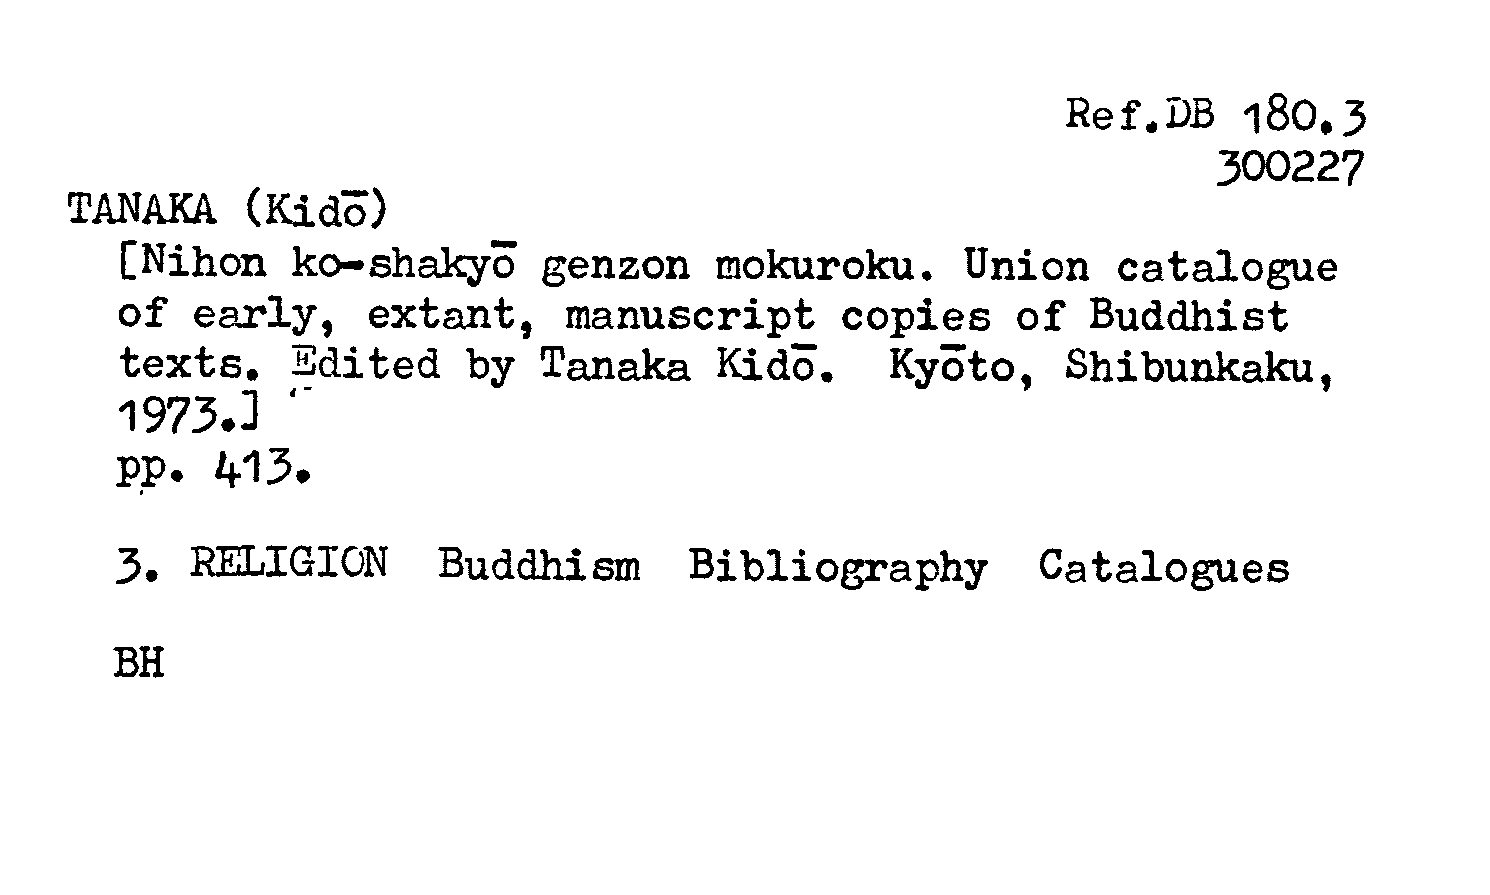 Ref.DB 180.3
300227
TANAKA (Kidō)
[Nihon ko-shakyō genzon mokuroku. Union catalogue
of early, extant, manuscript copies of Buddhist
texts. Edited by Tanaka Kidō. Kyōto, Shibunkaku,
1973.]
pp. 413.
3. RELIGION Buddhism Bibliography Catalogues
BH